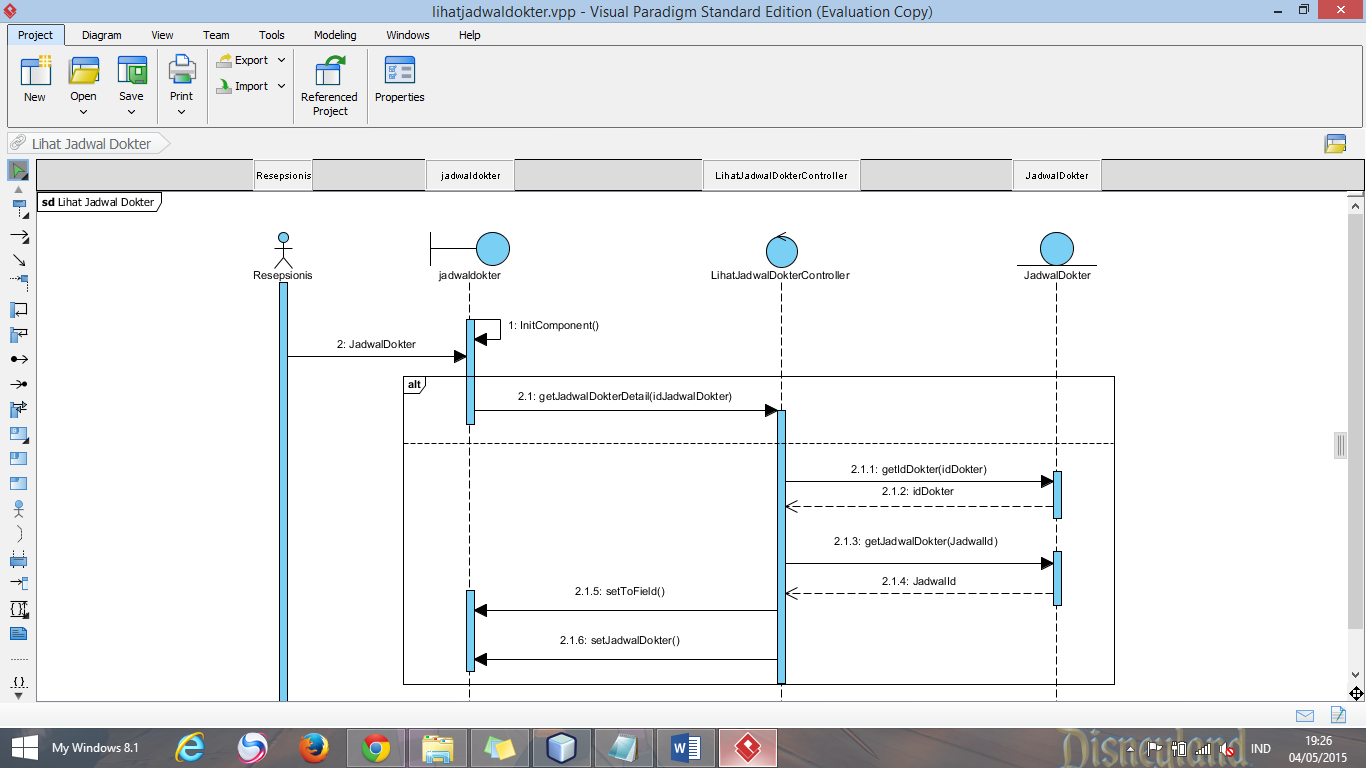 lihatjadwaldokter.vpp - Visual Paradigm Standard Edition (Evaluation Copy)
Project Diagram View Team Tools Modeling Windows Help
New Open Save Print Export Import Referenced Project Properties
Lihat Jadwal Dokter
Resepsionis jadwaldokter LihatJadwalDokterController JadwalDokter
sd Lihat Jadwal Dokter
Resepsionis jadwaldokter LihatJadwalDokterController JadwalDokter
1: InitComponent()
2: JadwalDokter
alt
2.1: getJadwalDokterDetail(idJadwalDokter)
2.1.1: getIdDokter(idDokter)
2.1.2: idDokter
2.1.3: getJadwalDokter(JadwalId)
2.1.4: JadwalId
2.1.5: setToField()
2.1.6: setJadwalDokter()
My Windows 8.1
Disneyland
IND
19:26
04/05/2015